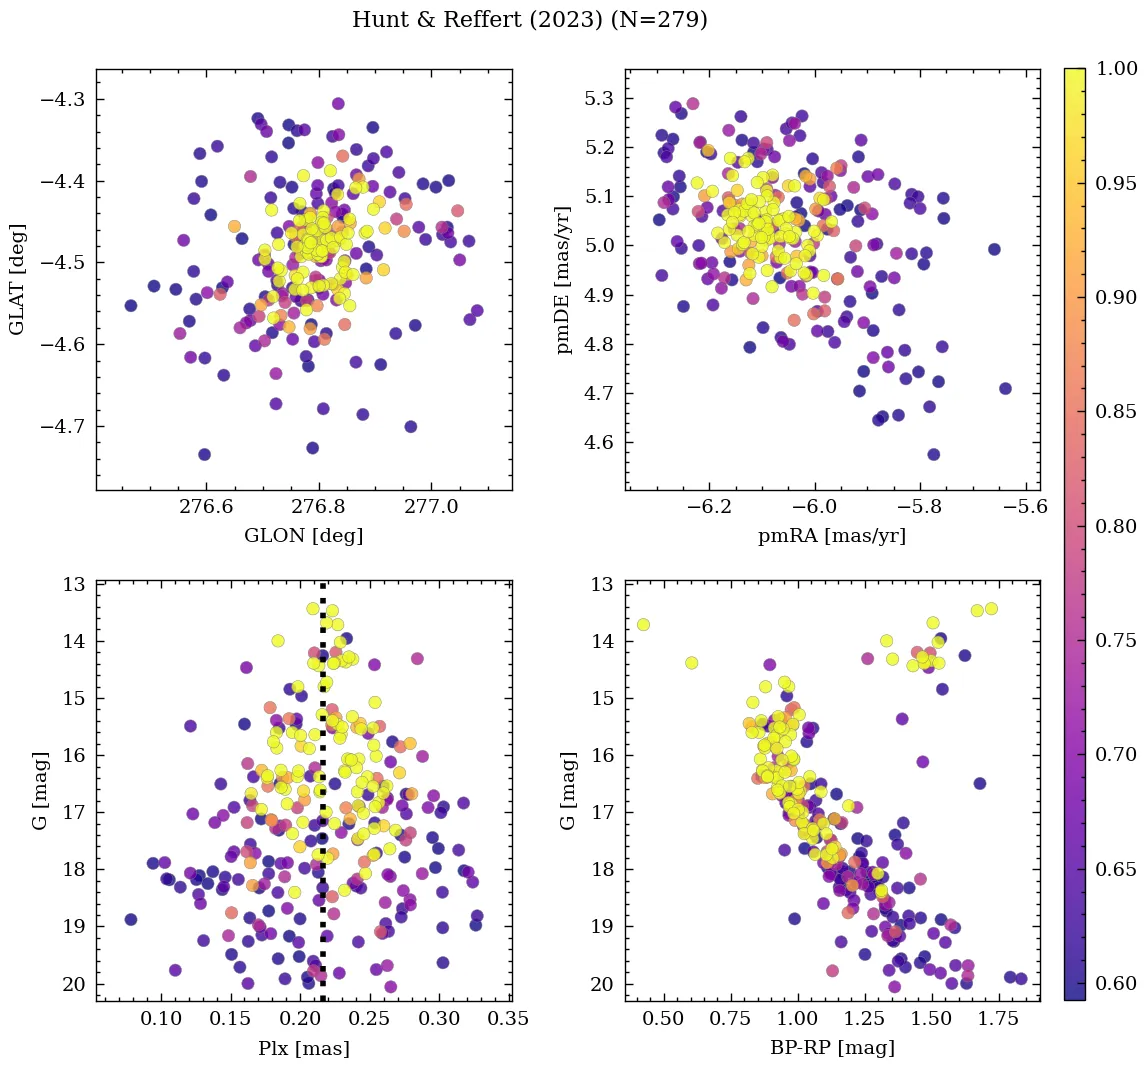 Hunt & Reffert (2023) (N=279)
−4.3
−4.4
−4.5
−4.6
−4.7
GLAT [deg]
276.6 276.8 277.0
GLON [deg]
5.3
5.2
5.1
5.0
4.9
4.8
4.7
4.6
pmDE [mas/yr]
−6.2 −6.0 −5.8 −5.6
pmRA [mas/yr]
13
14
15
16
17
18
19
20
G [mag]
0.10 0.15 0.20 0.25 0.30 0.35
Plx [mas]
13
14
15
16
17
18
19
20
G [mag]
0.50 0.75 1.00 1.25 1.50 1.75
BP-RP [mag]
1.00
0.95
0.90
0.85
0.80
0.75
0.70
0.65
0.60